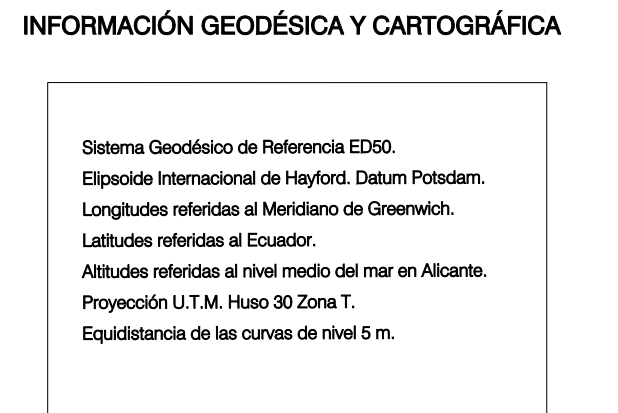 INFORMACIÓN GEODÉSICA Y CARTOGRÁFICA
Sistema Geodésico de Referencia ED50.
Elipsoide Internacional de Hayford. Datum Potsdam.
Longitudes referidas al Meridiano de Greenwich.
Latitudes referidas al Ecuador.
Altitudes referidas al nivel medio del mar en Alicante.
Proyección U.T.M. Huso 30 Zona T.
Equidistancia de las curvas de nivel 5 m.